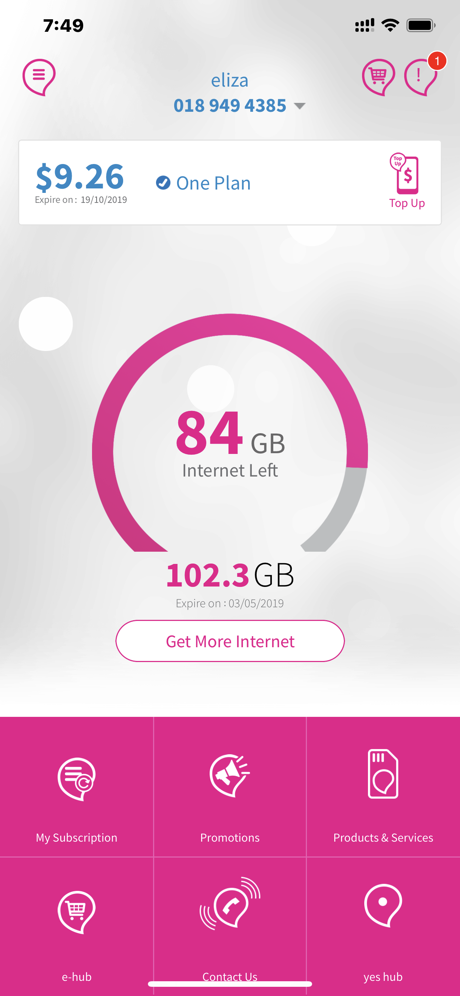 7:49
1
eliza
018 949 4385
$9.26
Expire on : 19/10/2019
One Plan
Top Up
$
Top Up
!
84 GB
Internet Left
102.3 GB
Expire on : 03/05/2019
Get More Internet
My Subscription
Promotions
Products & Services
e-hub
Contact Us
yes hub